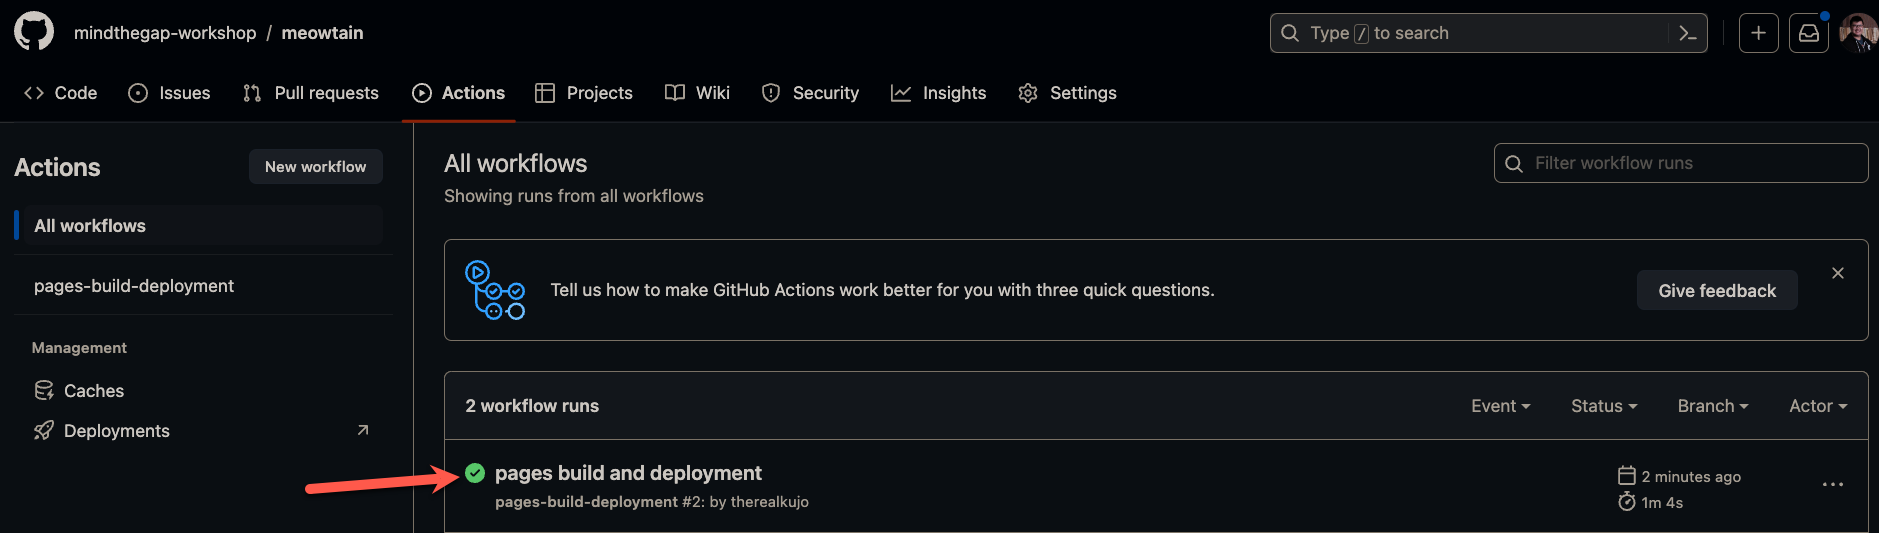 mindthegap-workshop / meowtain
Type / to search
Code Issues Pull requests Actions Projects Wiki Security Insights Settings
Actions
New workflow
All workflows
pages-build-deployment
Management
Caches
Deployments
All workflows
Showing runs from all workflows
Filter workflow runs
Tell us how to make GitHub Actions work better for you with three quick questions.
Give feedback
2 workflow runs
Event Status Branch Actor
pages build and deployment
pages-build-deployment #2: by therealkujo
2 minutes ago
1m 4s